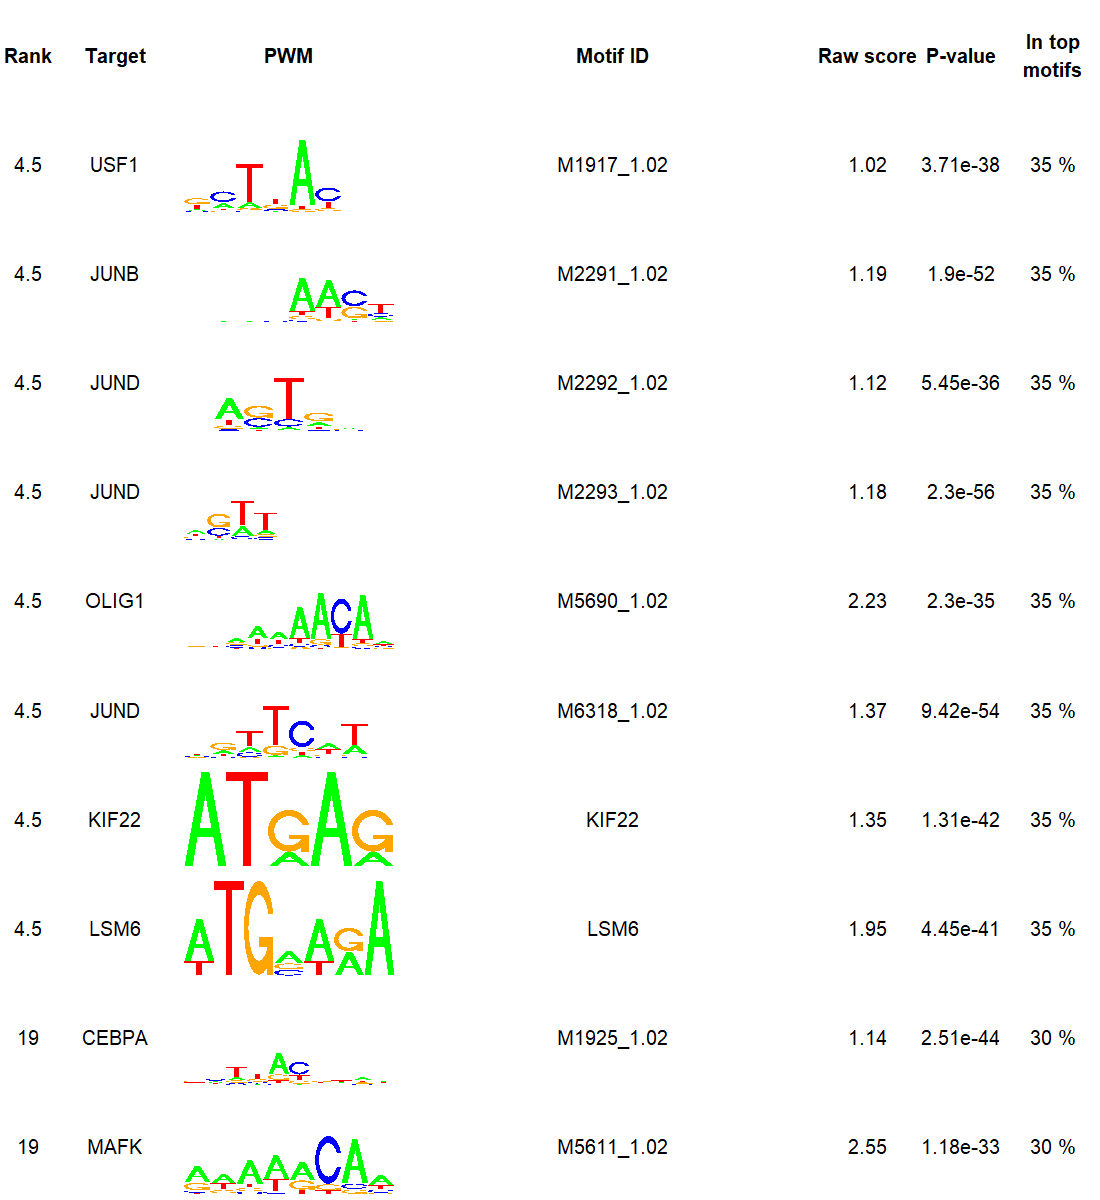 Rank Target PWM Motif ID Raw score P-value In top motifs
4.5 USF1 M1917_1.02 1.02 3.71e-38 35 %
4.5 JUNB M2291_1.02 1.19 1.9e-52 35 %
4.5 JUND M2292_1.02 1.12 5.45e-36 35 %
4.5 JUND M2293_1.02 1.18 2.3e-56 35 %
4.5 OLIG1 M5690_1.02 2.23 2.3e-35 35 %
4.5 JUND M6318_1.02 1.37 9.42e-54 35 %
4.5 KIF22 KIF22 1.35 1.31e-42 35 %
4.5 LSM6 LSM6 1.95 4.45e-41 35 %
19 CEBPA M1925_1.02 1.14 2.51e-44 30 %
19 MAFK M5611_1.02 2.55 1.18e-33 30 %